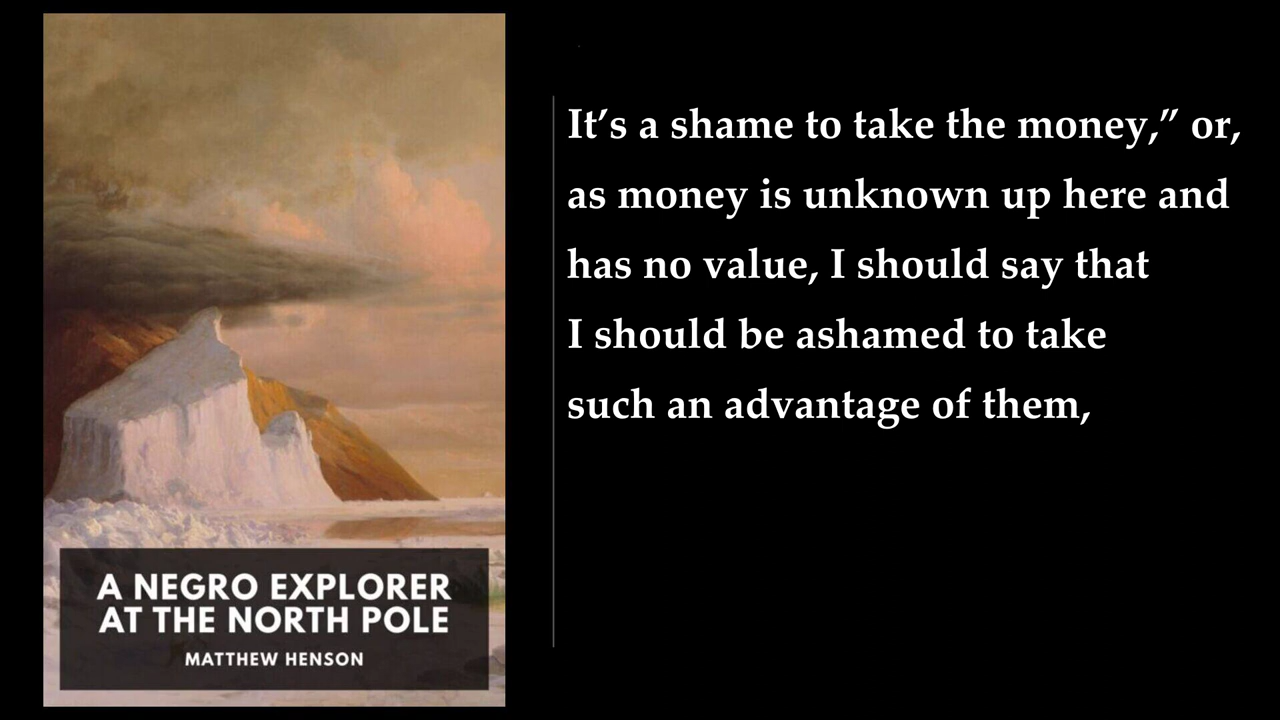 It’s a shame to take the money,” or,
as money is unknown up here and
has no value, I should say that
I should be ashamed to take
such an advantage of them,
A NEGRO EXPLORER
AT THE NORTH POLE
MATTHEW HENSON